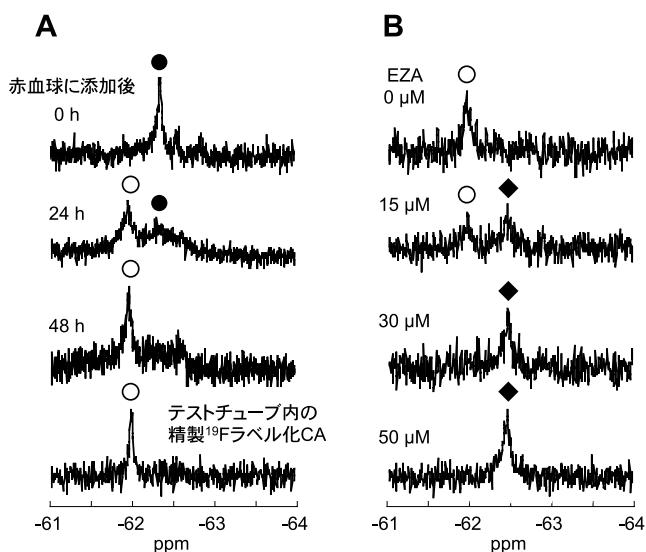 A
赤血球に添加後
0 h
24 h
48 h
テストチューブ内の
精製¹⁹Fラベル化CA
-61 -62 -63 -64
ppm
B
EZA
0 μM
15 μM
30 μM
50 μM
-61 -62 -63 -64
ppm